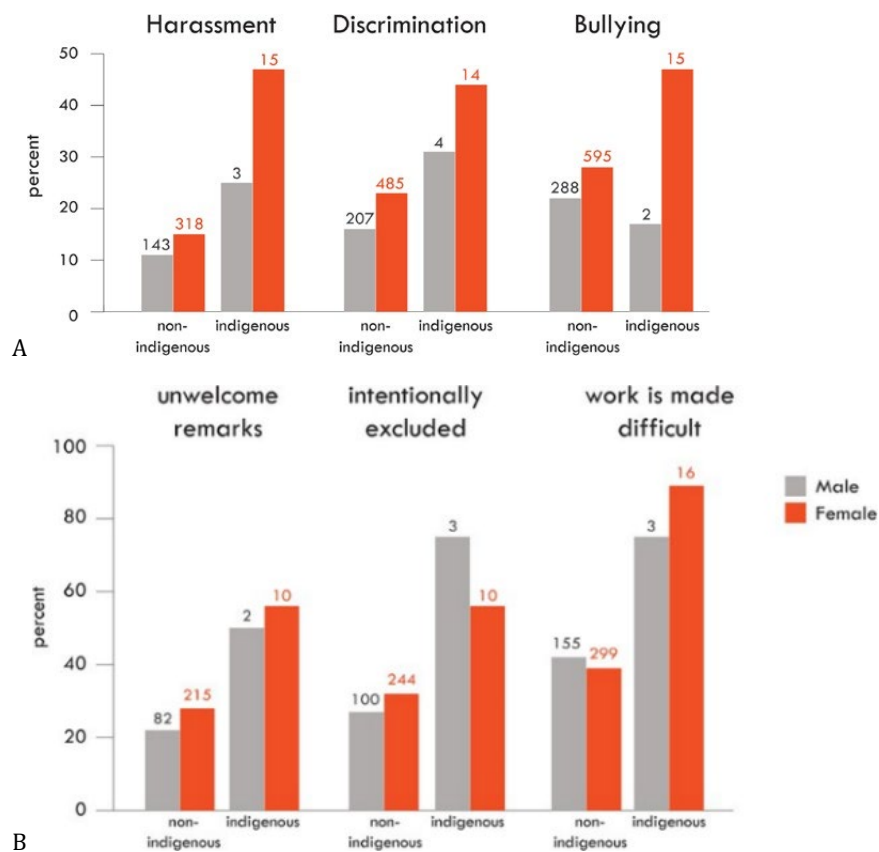 Harassment Discrimination Bullying
50
40
30
20
10
0
percent
143 318 3 15
207 485 4 14
288 595 2 15
non-indigenous indigenous
non-indigenous indigenous
non-indigenous indigenous
A
unwelcome remarks
intentionally excluded
work is made difficult
100
80
60
40
20
0
percent
82 215 2 10
100 244 3 10
155 299 3 16
Male
Female
non-indigenous indigenous
non-indigenous indigenous
non-indigenous indigenous
B